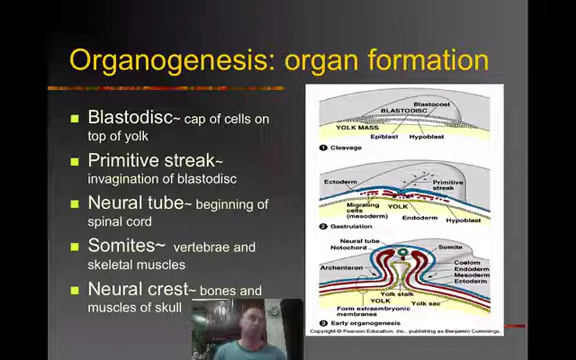 Organogenesis: organ formation
Blastodisc~ cap of cells on
top of yolk
Primitive streak~
invagination of blastodisc
Neural tube~ beginning of
spinal cord
Somites~ vertebrae and
skeletal muscles
Neural crest~ bones and
muscles of skull
Blastocoel
BLASTODISC
YOLK MASS
Epiblast Hypoblast
1 Cleavage
Ectoderm
Primitive
streak
Migrating
cells
(mesoderm)
YOLK
Endoderm
Hypoblast
2 Gastrulation
Neural tube
Notochord
Somite
Archenteron
Coelom
Endoderm
Mesoderm
Ectoderm
Yolk stalk
YOLK
Yolk sac
Form extraembryonic
membranes
3 Early organogenesis
Copyright © Pearson Education, Inc., publishing as Benjamin Cummings.